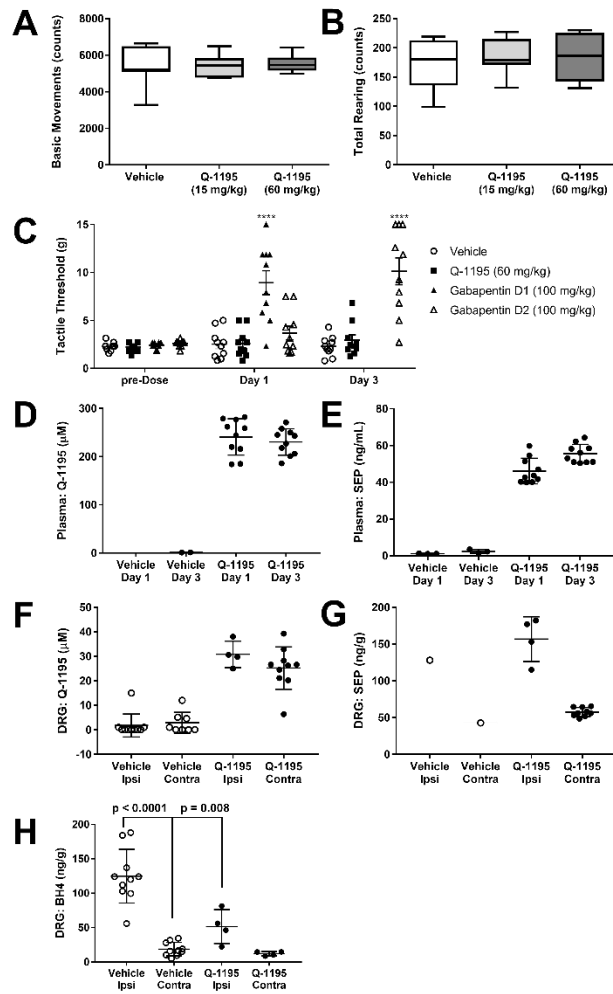 A
Basic Movements (counts)
8000
6000
4000
2000
0
Vehicle
Q-1195
(15 mg/kg)
Q-1195
(60 mg/kg)
B
Total Rearing (counts)
250
200
150
100
50
0
Vehicle
Q-1195
(15 mg/kg)
Q-1195
(60 mg/kg)
C
Tactile Threshold (g)
15
10
5
0
****
****
pre-Dose
Day 1
Day 3
Vehicle
Q-1195 (60 mg/kg)
Gabapentin D1 (100 mg/kg)
Gabapentin D2 (100 mg/kg)
D
Plasma: Q-1195 (μM)
300
200
100
0
Vehicle
Day 1
Vehicle
Day 3
Q-1195
Day 1
Q-1195
Day 3
E
Plasma: SEP (ng/mL)
80
60
40
20
0
Vehicle
Day 1
Vehicle
Day 3
Q-1195
Day 1
Q-1195
Day 3
F
DRG: Q-1195 (μM)
50
40
30
20
10
0
-10
Vehicle
Ipsi
Vehicle
Contra
Q-1195
Ipsi
Q-1195
Contra
G
DRG: SEP (ng/g)
200
150
100
50
0
Vehicle
Ipsi
Vehicle
Contra
Q-1195
Ipsi
Q-1195
Contra
H
p < 0.0001
p = 0.008
DRG: BH4 (ng/g)
200
150
100
50
0
Vehicle
Ipsi
Vehicle
Contra
Q-1195
Ipsi
Q-1195
Contra